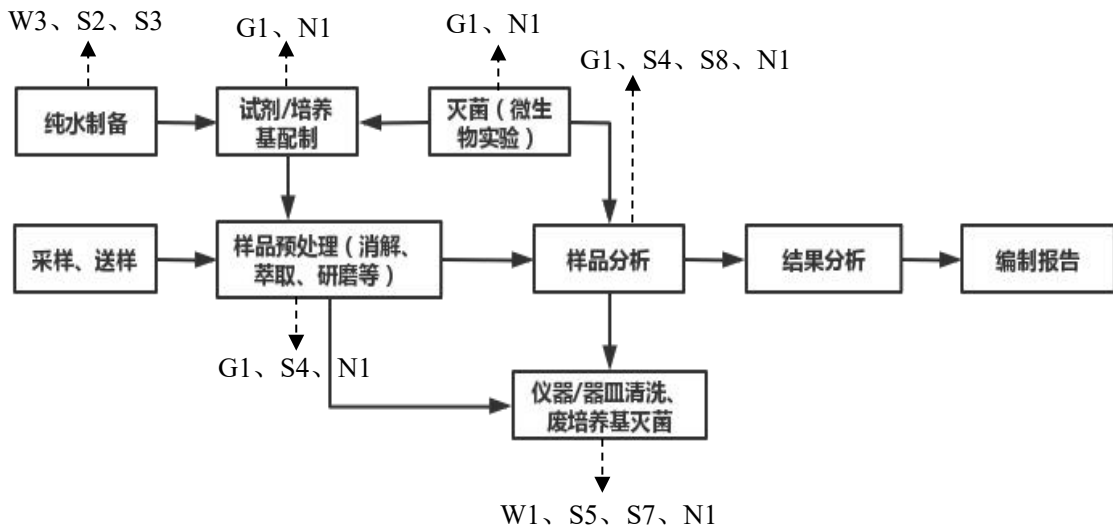 W3、S2、S3
G1、N1
G1、N1
G1、S4、S8、N1
纯水制备
试剂/培养
基配制
灭菌（微生
物实验）
采样、送样
样品预处理（消解、
萃取、研磨等）
样品分析
结果分析
编制报告
G1、S4、N1
仪器/器皿清洗、
废培养基灭菌
W1、S5、S7、N1